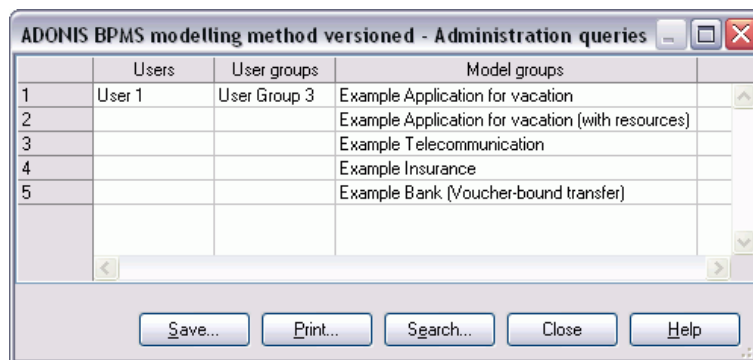 ADONIS BPMS modelling method versioned - Administration queries
Users User groups Model groups
1 User 1 User Group 3 Example Application for vacation
2 Example Application for vacation (with resources)
3 Example Telecommunication
4 Example Insurance
5 Example Bank (Voucher-bound transfer)
Save... Print... Search... Close Help